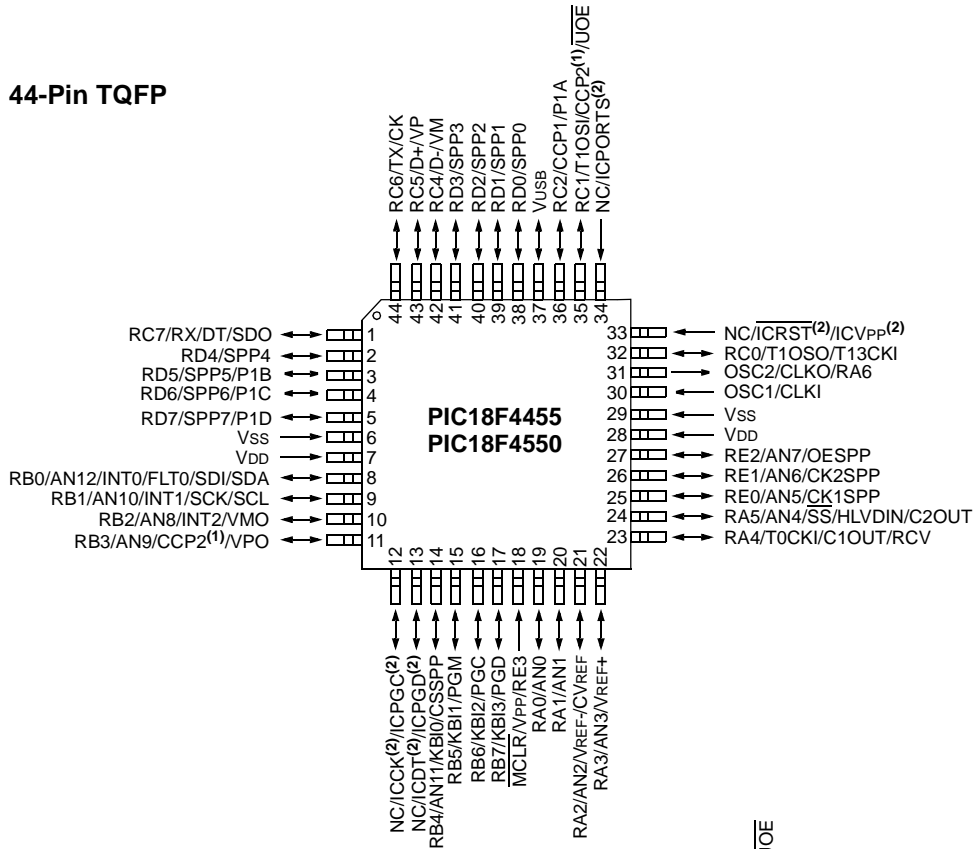 44-Pin TQFP
RC6/TX/CK
RC5/D+/VP
RC4/D-/VM
RD3/SPP3
RD2/SPP2
RD1/SPP1
RD0/SPP0
VUSB
RC2/CCP1/P1A
RC1/T1OSI/CCP2(1)/UOE
NC/ICPORTS(2)
44
43
42
41
40
39
38
37
36
35
34
RC7/RX/DT/SDO
1
RD4/SPP4
2
RD5/SPP5/P1B
3
RD6/SPP6/P1C
4
RD7/SPP7/P1D
5
VSS
6
VDD
7
RB0/AN12/INT0/FLT0/SDI/SDA
8
RB1/AN10/INT1/SCK/SCL
9
RB2/AN8/INT2/VMO
10
RB3/AN9/CCP2(1)/VPO
11
PIC18F4455
PIC18F4550
33
NC/ICRST(2)/ICVPP(2)
32
RC0/T1OSO/T13CKI
31
OSC2/CLKO/RA6
30
OSC1/CLKI
29
VSS
28
VDD
27
RE2/AN7/OESPP
26
RE1/AN6/CK2SPP
25
RE0/AN5/CK1SPP
24
RA5/AN4/SS/HLVDIN/C2OUT
23
RA4/T0CKI/C1OUT/RCV
12
13
14
15
16
17
18
19
20
21
22
NC/ICCK(2)/ICPGC(2)
NC/ICDT(2)/ICPGD(2)
RB4/AN11/KBI0/CSSPP
RB5/KBI1/PGM
RB6/KBI2/PGC
RB7/KBI3/PGD
MCLR/VPP/RE3
RA0/AN0
RA1/AN1
RA2/AN2/VREF-/CVREF
RA3/AN3/VREF+
UOE